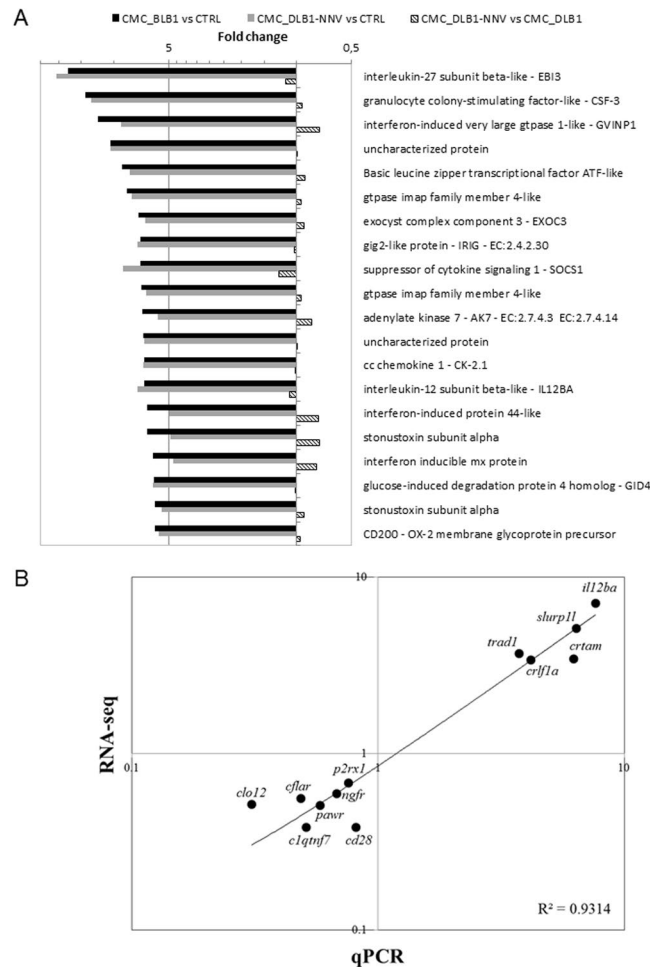 A
CMC_BLB1 vs CTRL CMC_DLB1-NNV vs CTRL CMC_DLB1-NNV vs CMC_DLB1
Fold change
5 0,5
interleukin-27 subunit beta-like - EBI3
granulocyte colony-stimulating factor-like - CSF-3
interferon-induced very large gtpase 1-like - GVINP1
uncharacterized protein
Basic leucine zipper transcriptional factor ATF-like
gtpase imap family member 4-like
exocyst complex component 3 - EXOC3
gig2-like protein - IRIG - EC:2.4.2.30
suppressor of cytokine signaling 1 - SOCS1
gtpase imap family member 4-like
adenylate kinase 7 - AK7 - EC:2.7.4.3 EC:2.7.4.14
uncharacterized protein
cc chemokine 1 - CK-2.1
interleukin-12 subunit beta-like - IL12BA
interferon-induced protein 44-like
stonustoxin subunit alpha
interferon inducible mx protein
glucose-induced degradation protein 4 homolog - GID4
stonustoxin subunit alpha
CD200 - OX-2 membrane glycoprotein precursor
B
10
il12ba
slurp1l
trad1
crtam
crlf1a
RNA-seq
1
0.1 1 10
p2rx1
cflar
clo12
ngfr
pawr
c1qtnf7 cd28
R² = 0.9314
0.1
qPCR